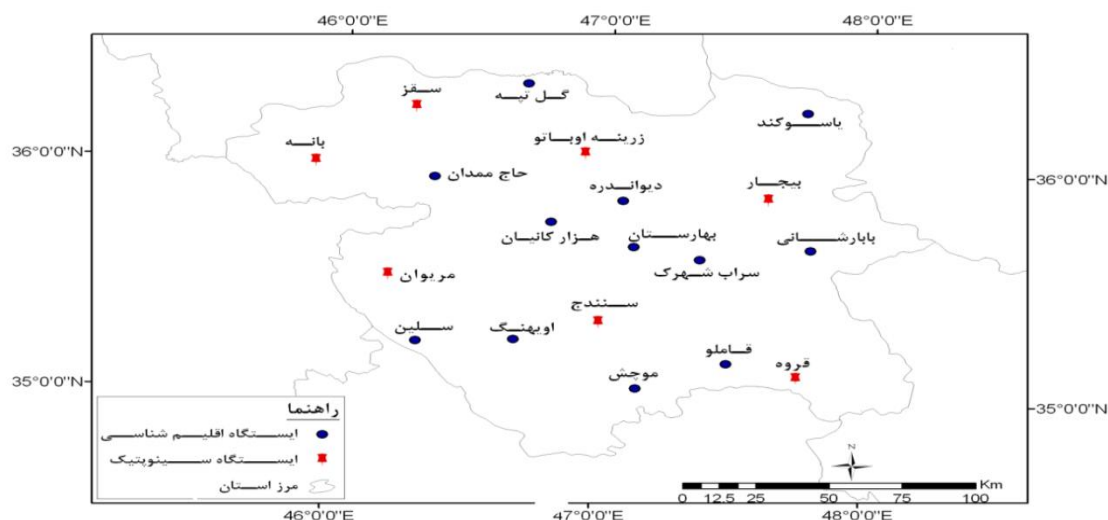 46°0'0"E
47°0'0"E
48°0'0"E
سقز
گل تپه
یاسوکند
36°0'0"N
بانه
زرینه اوباتو
حاج ممدان
دیواندره
بیجار
36°0'0"N
هزار کانیان
بهارستان
بابارشانی
سراب شهرک
مریوان
سنندج
سلین
اویهنگ
قاملو
قروه
موچش
35°0'0"N
35°0'0"N
راهنما
ایستگاه اقلیم شناسی
ایستگاه سینوپتیک
مرز استان
N
0 12.5 25 50 75 100 Km
46°0'0"E
47°0'0"E
48°0'0"E